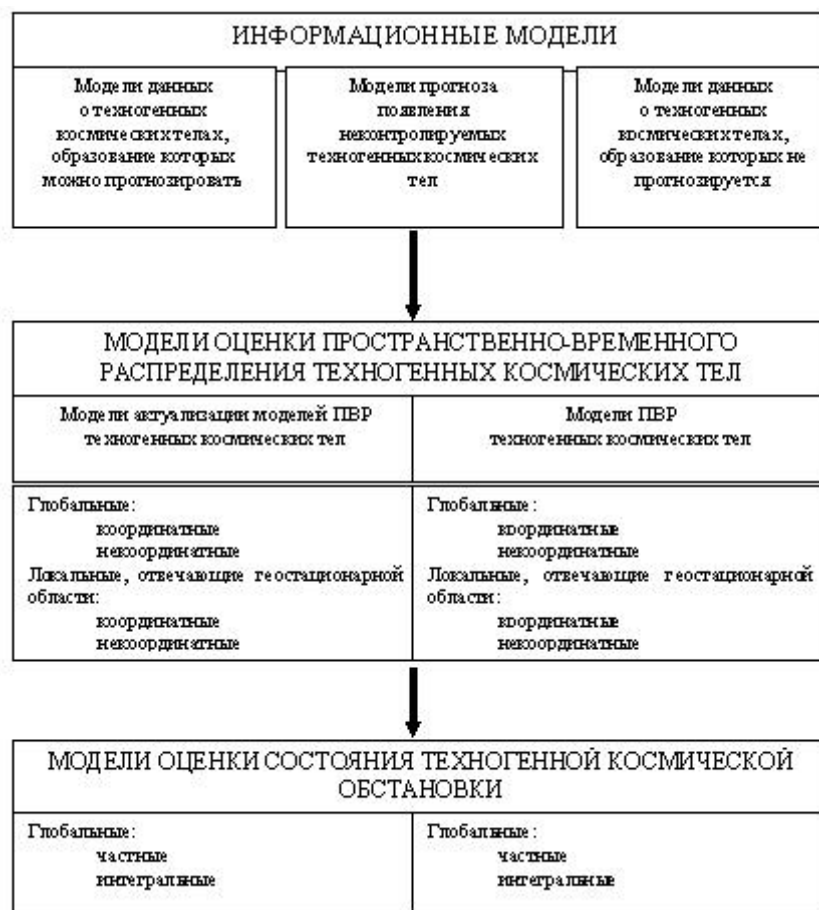 ИНФОРМАЦИОННЫЕ МОДЕЛИ
Модели данных
о техногенных
космических телах,
образование которых
можно прогнозировать
Модели прогноза
появления
неконтролируемых
техногенных космических
тел
Модели данных
о техногенных
космических телах,
образование которых не
прогнозируется
МОДЕЛИ ОЦЕНКИ ПРОСТРАНСТВЕННО-ВРЕМЕННОГО
РАСПРЕДЕЛЕНИЯ ТЕХНОГЕННЫХ КОСМИЧЕСКИХ ТЕЛ
Модели актуализации моделей ПВР
техногенных космических тел
Модели ПВР
техногенных космических тел
Глобальные:
координатные
некоординатные
Локальные, отвечающие геостационарной
области:
координатные
некоординатные
Глобальные:
координатные
некоординатные
Локальные, отвечающие геостационарной
области:
координатные
некоординатные
МОДЕЛИ ОЦЕНКИ СОСТОЯНИЯ ТЕХНОГЕННОЙ КОСМИЧЕСКОЙ
ОБСТАНОВКИ
Глобальные:
частные
интегральные
Глобальные:
частные
интегральные